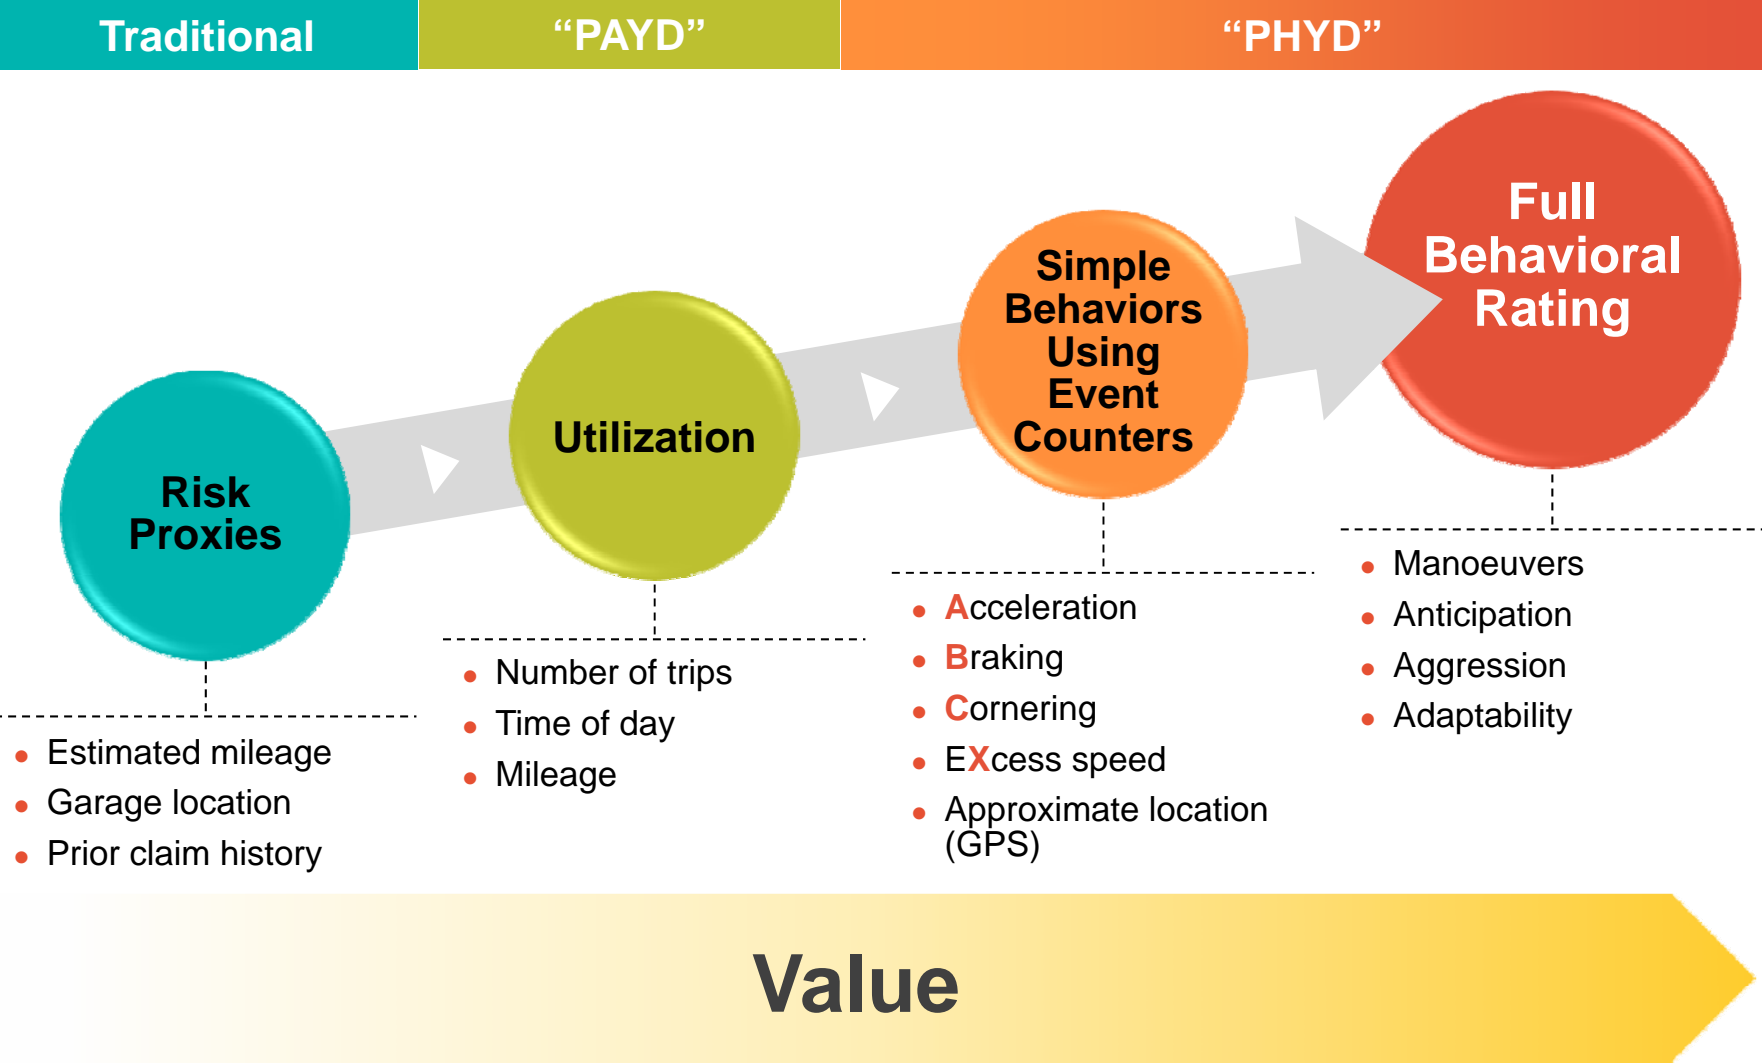 Traditional
“PAYD”
“PHYD”
Risk
Proxies
Utilization
Simple
Behaviors
Using
Event
Counters
Full
Behavioral
Rating
Estimated mileage
Garage location
Prior claim history
Number of trips
Time of day
Mileage
Acceleration
Braking
Cornering
EXcess speed
Approximate location
(GPS)
Manoeuvers
Anticipation
Aggression
Adaptability
Value